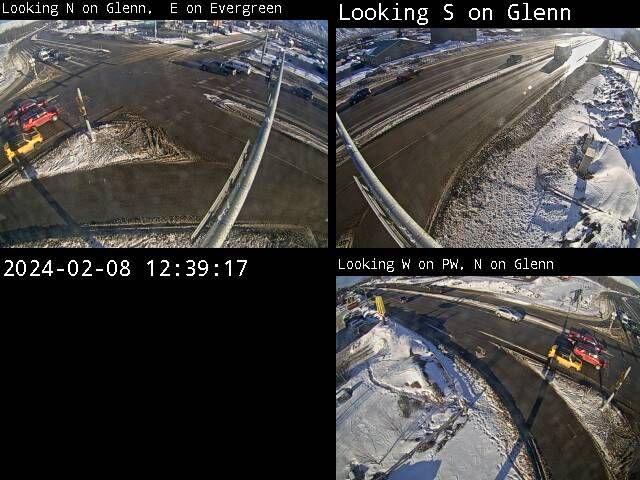 Looking N on Glenn,  E on Evergreen
Looking S on Glenn
2024-02-08 12:39:17
Looking W on PW, N on Glenn